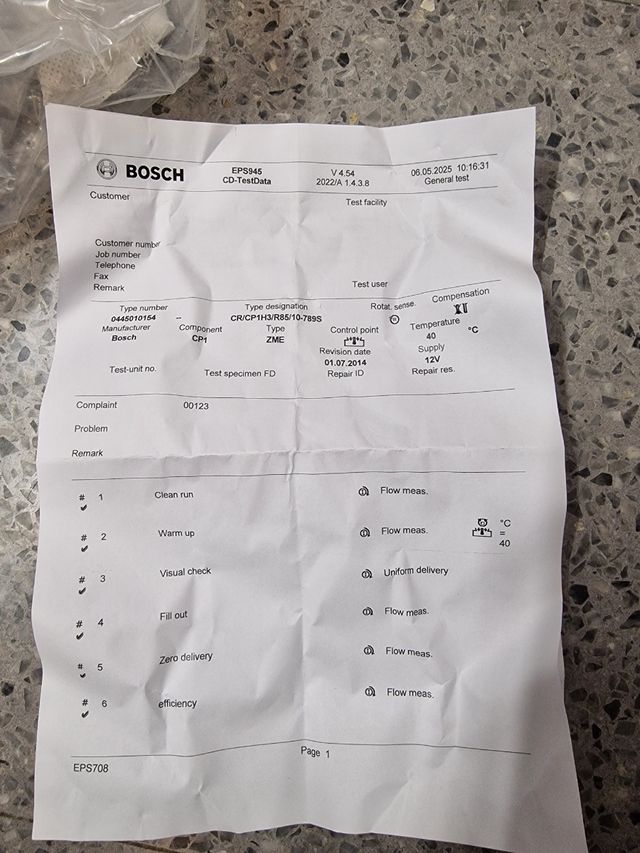 BOSCH EPS945 V 4.54 06.05.2025 10:16:31
CD-TestData 2022/A 1.4.3.8 General test
Customer Test facility
Customer number
Job number
Telephone
Fax
Remark Test user
Type number Type designation Rotat. sense. Compensation
0445010154 -- CR/CP1H3/R85/10-789S
Manufacturer Component Type Control point Temperature °C
Bosch CP1 ZME 40
Revision date Supply
01.07.2014 12V
Test-unit no. Test specimen FD Repair ID Repair res.
Complaint 00123
Problem
Remark
# 1 Clean run Flow meas.
# 2 Warm up Flow meas. °C
=
40
# 3 Visual check Uniform delivery
# 4 Fill out Flow meas.
# 5 Zero delivery Flow meas.
# 6 efficiency Flow meas.
Page 1
EPS708